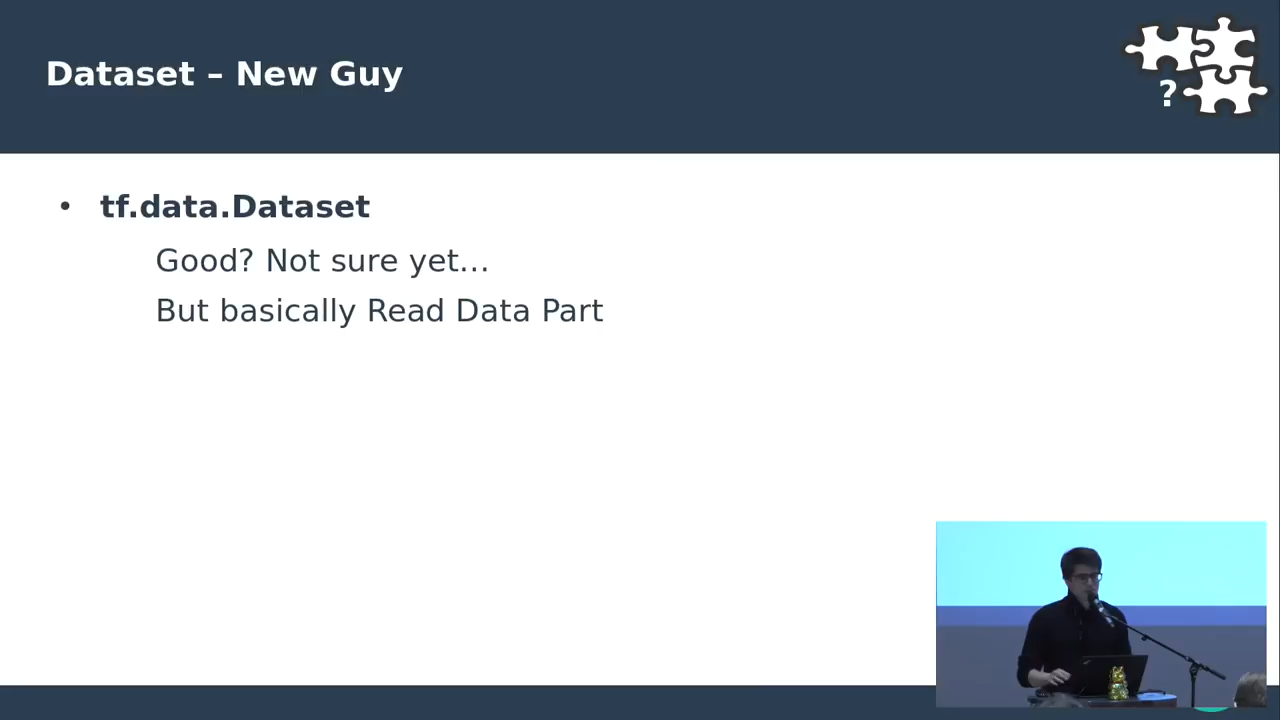 Dataset – New Guy
?
• tf.data.Dataset
Good? Not sure yet...
But basically Read Data Part